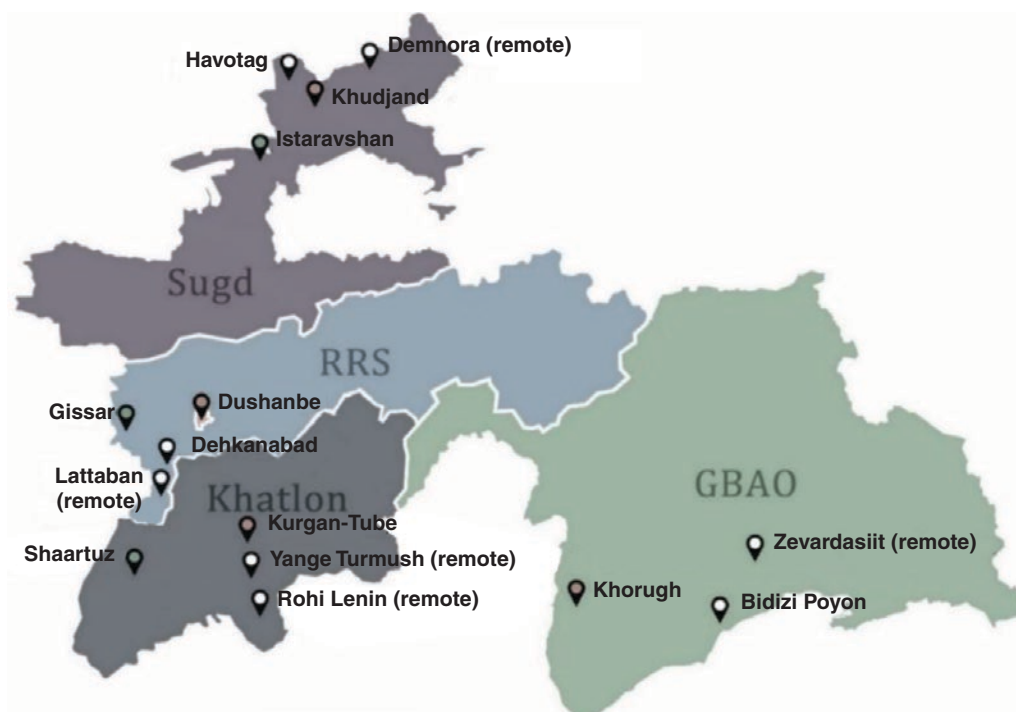 Demnora (remote)
Havotag
Khudjand
Istaravshan
Sugd
RRS
Gissar
Dushanbe
Dehkanabad
Lattaban
(remote)
Khatlon
GBAO
Kurgan-Tube
Shaartuz
Yange Turmush (remote)
Zevardasiit (remote)
Khorugh
Rohi Lenin (remote)
Bidizi Poyon